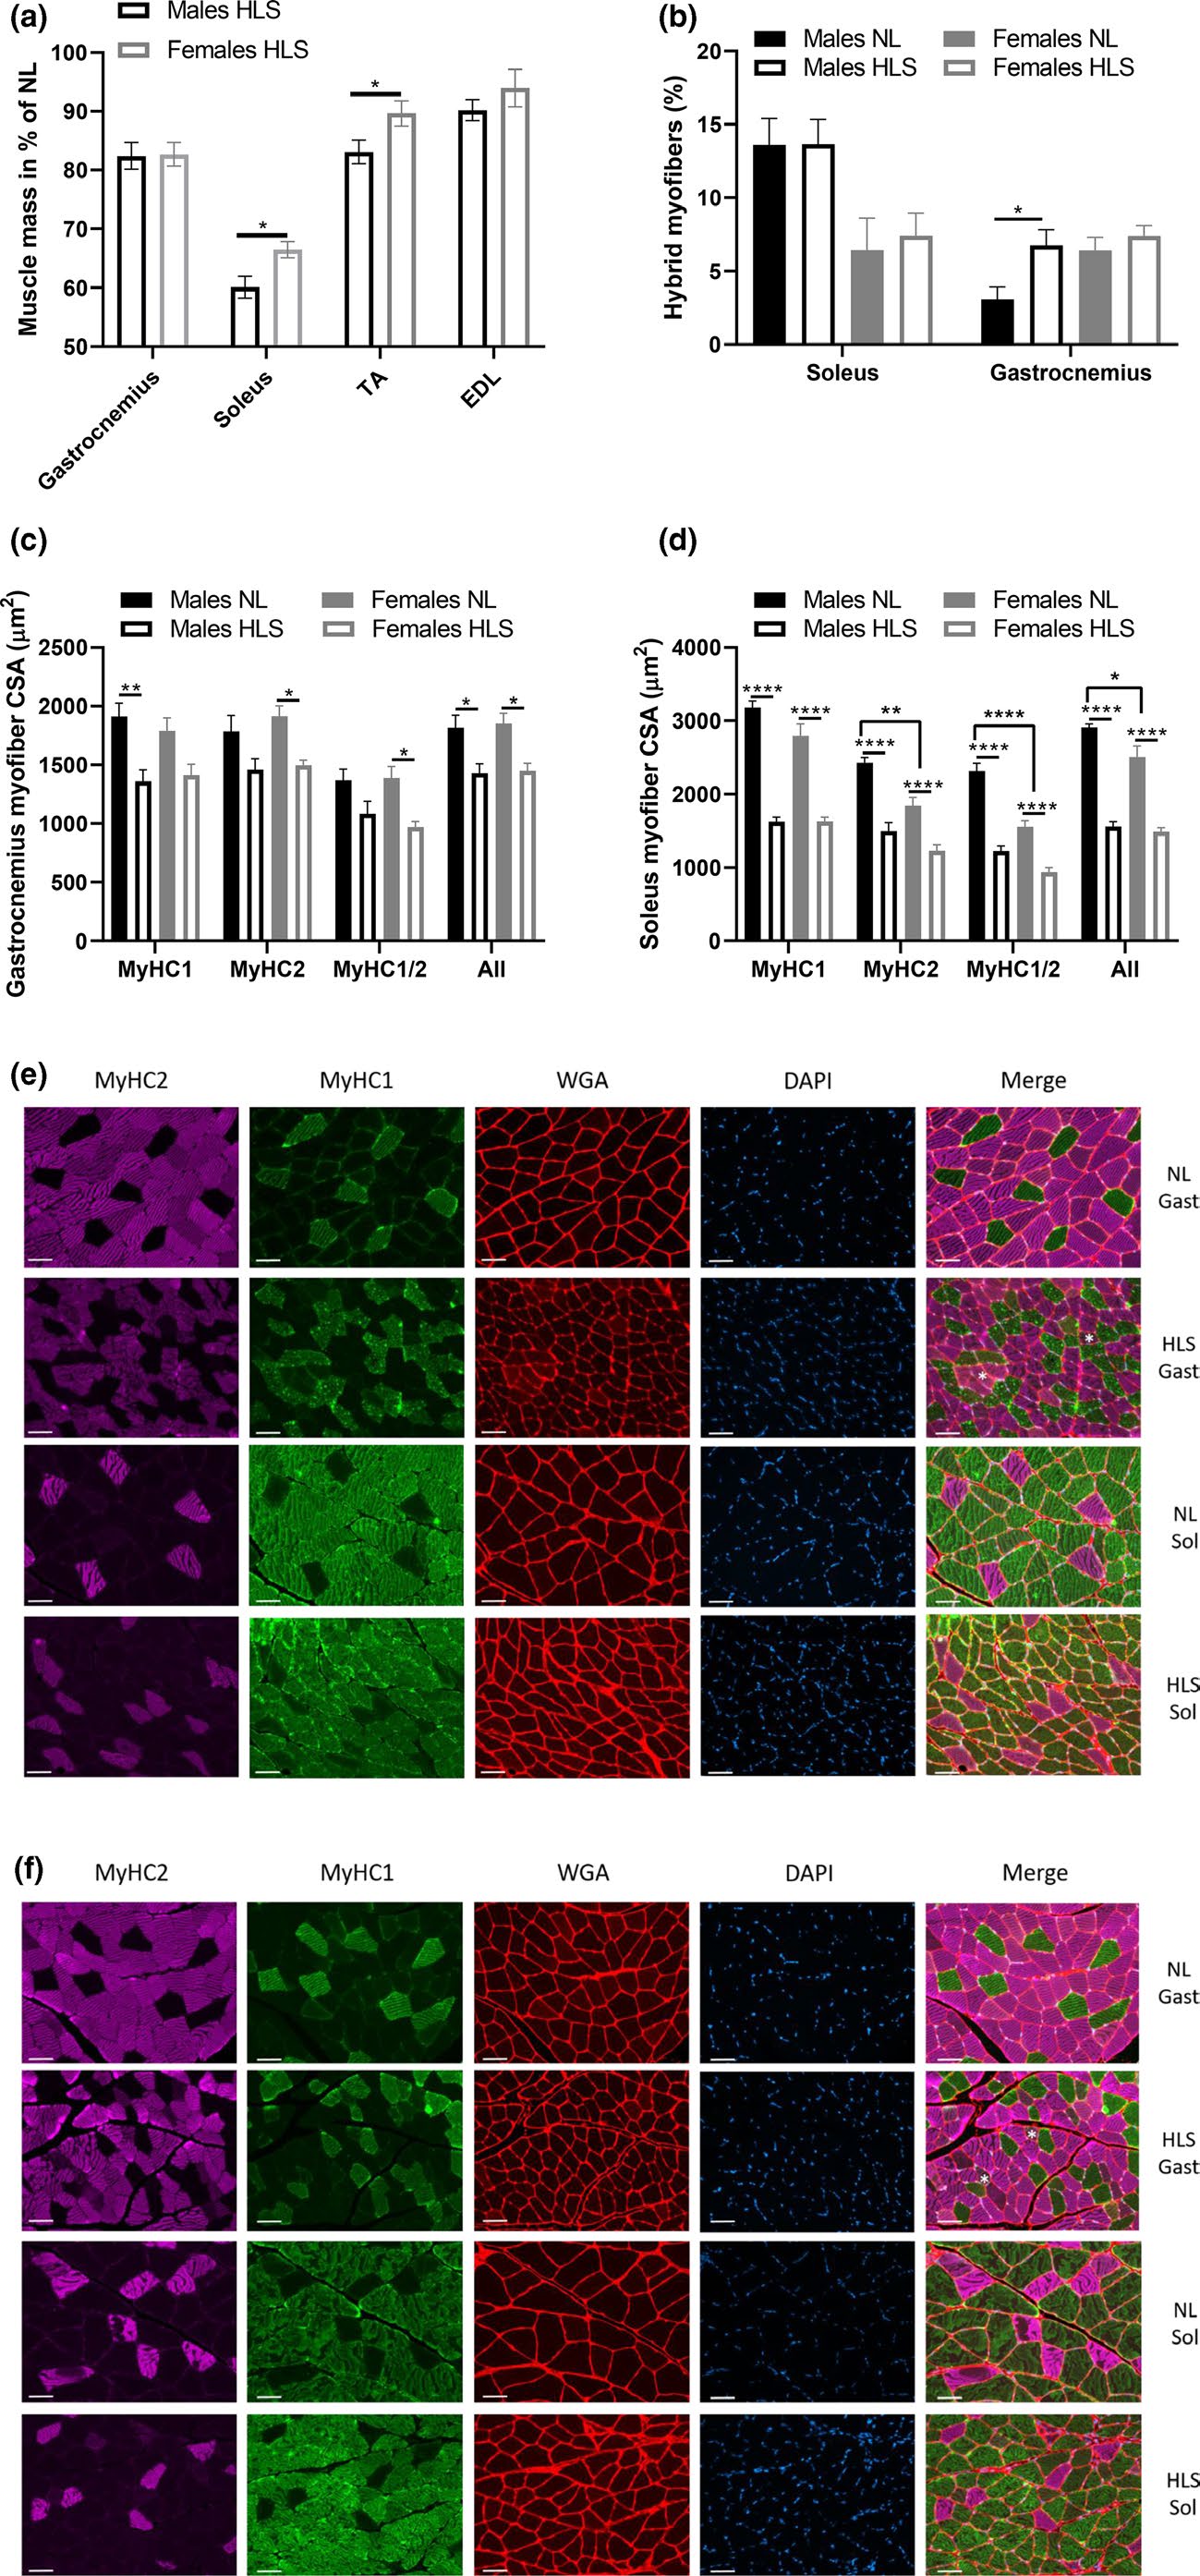 (a)
Males HLS
Females HLS
Muscle mass in % of NL
100
90
80
70
60
50
*
*
Gastrocnemius
Soleus
TA
EDL
(b)
Males NL
Females NL
Males HLS
Females HLS
Hybrid myofibers (%)
20
15
10
5
0
*
Soleus
Gastrocnemius
(c)
Males NL
Females NL
Males HLS
Females HLS
Gastrocnemius myofiber CSA (μm²)
2500
2000
1500
1000
500
0
**
*
*
*
*
MyHC1
MyHC2
MyHC1/2
All
(d)
Males NL
Females NL
Males HLS
Females HLS
Soleus myofiber CSA (μm²)
4000
3000
2000
1000
0
****
****
**
****
****
****
****
****
*
****
****
MyHC1
MyHC2
MyHC1/2
All
(e)
MyHC2
MyHC1
WGA
DAPI
Merge
NL
Gast
*
*
HLS
Gast
NL
Sol
HLS
Sol
(f)
MyHC2
MyHC1
WGA
DAPI
Merge
NL
Gast
*
*
HLS
Gast
NL
Sol
HLS
Sol